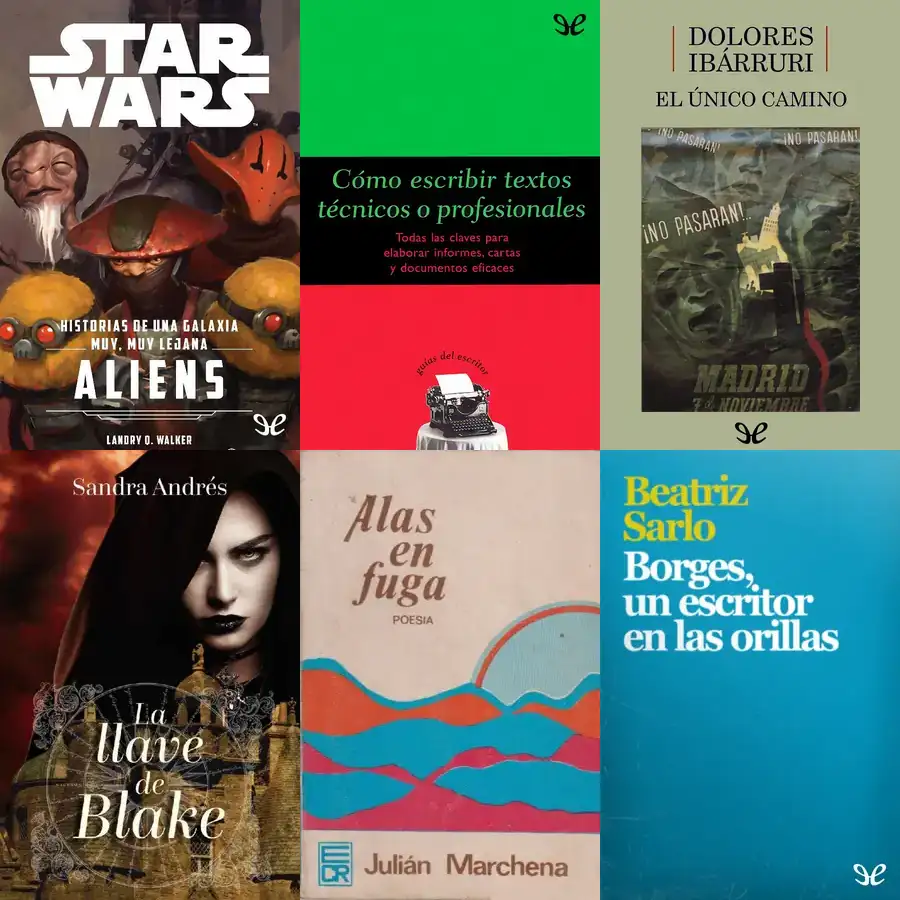 STAR
WARS
HISTORIAS DE UNA GALAXIA
MUY, MUY LEJANA
ALIENS
LANDRY Q. WALKER
Cómo escribir textos
técnicos o profesionales
Todas las claves para
elaborar informes, cartas
y documentos eficaces
guías del escritor
DOLORES
IBÁRRURI
EL ÚNICO CAMINO
¡NO PASARAN!
¡NO PASARAN!
¡NO PASARAN!..
MADRID
7 d. NOVIEMBRE
Sandra Andrés
La
llave
de
Blake
Alas
en
fuga
POESIA
ECR
Julián Marchena
Beatriz
Sarlo
Borges,
un escritor
en las orillas